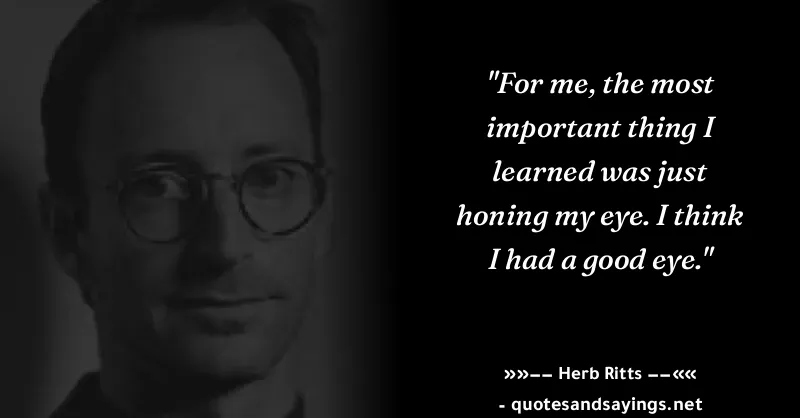 "For me, the most
important thing I
learned was just
honing my eye. I think
I had a good eye."
»»−− Herb Ritts −−««
- quotesandsayings.net